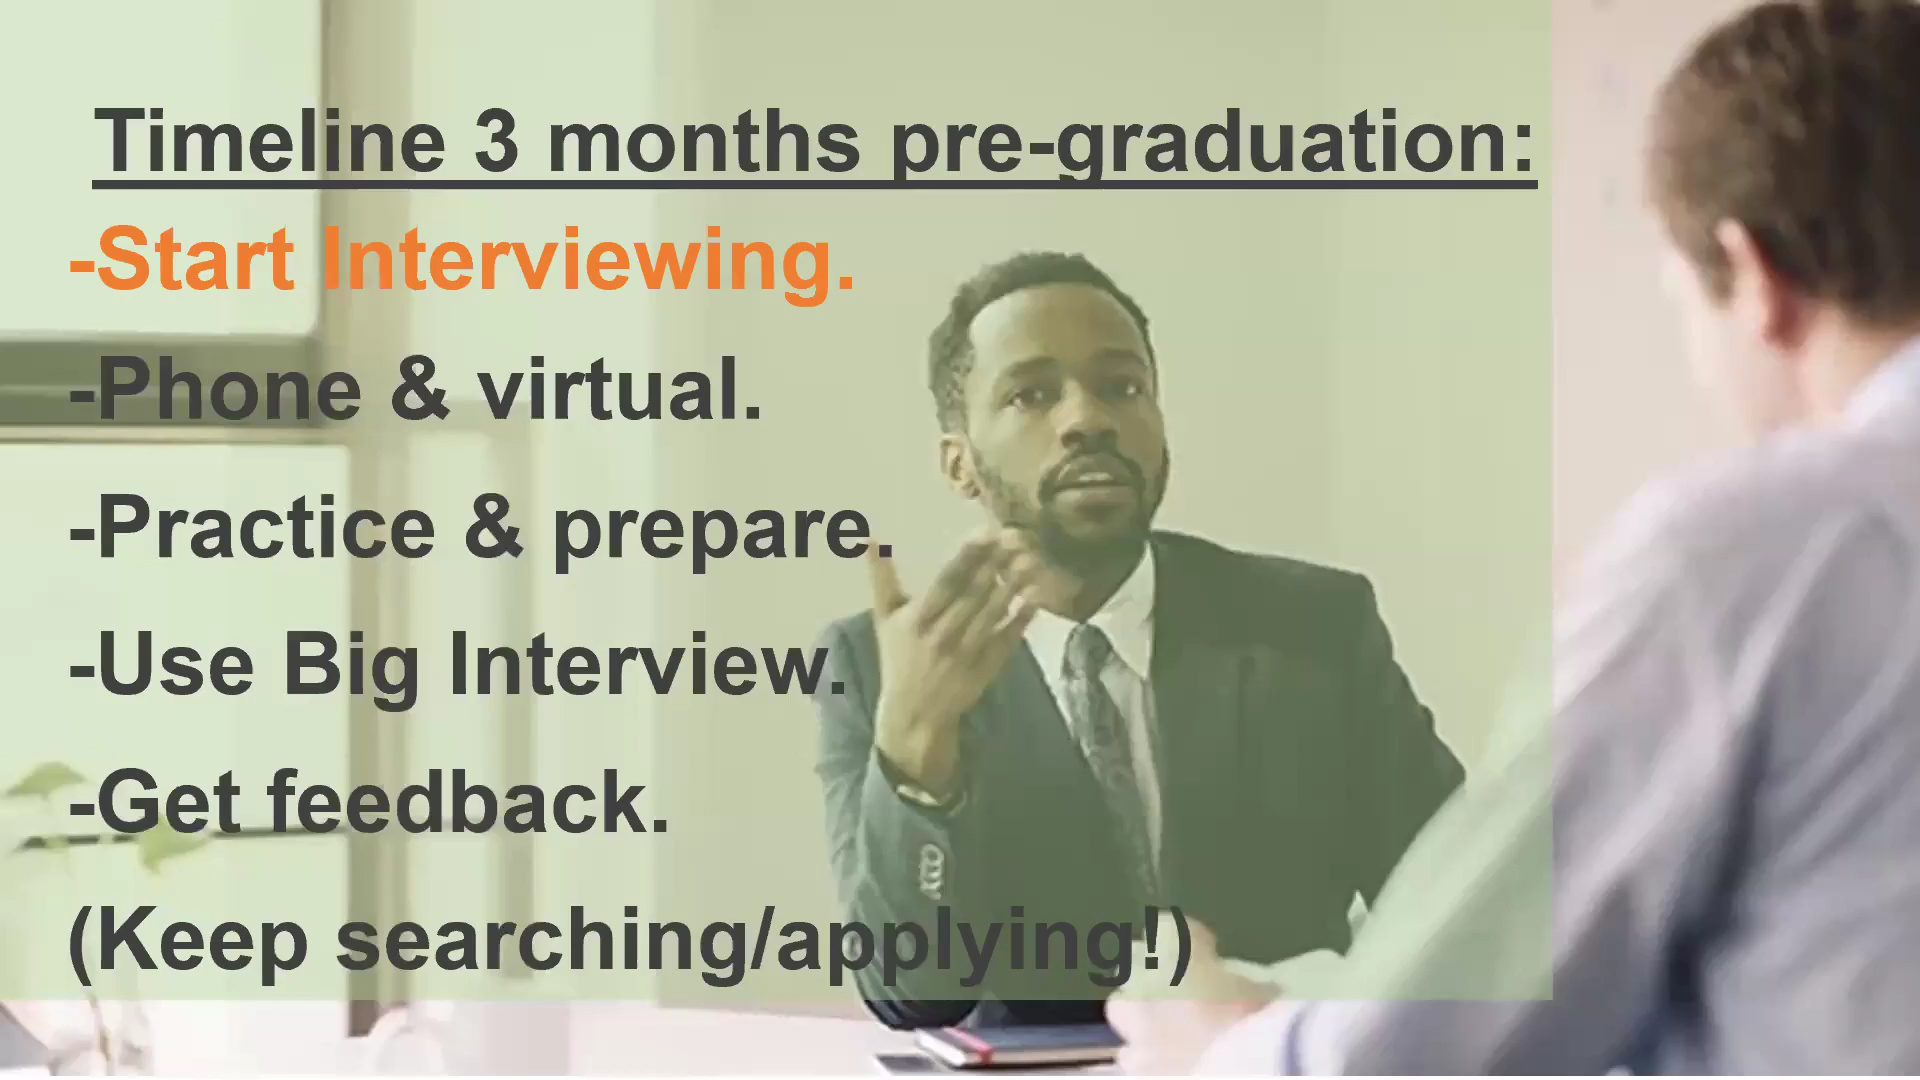 Timeline 3 months pre-graduation:
-Start Interviewing.
-Phone & virtual.
-Practice & prepare.
-Use Big Interview.
-Get feedback.
(Keep searching/applying!)